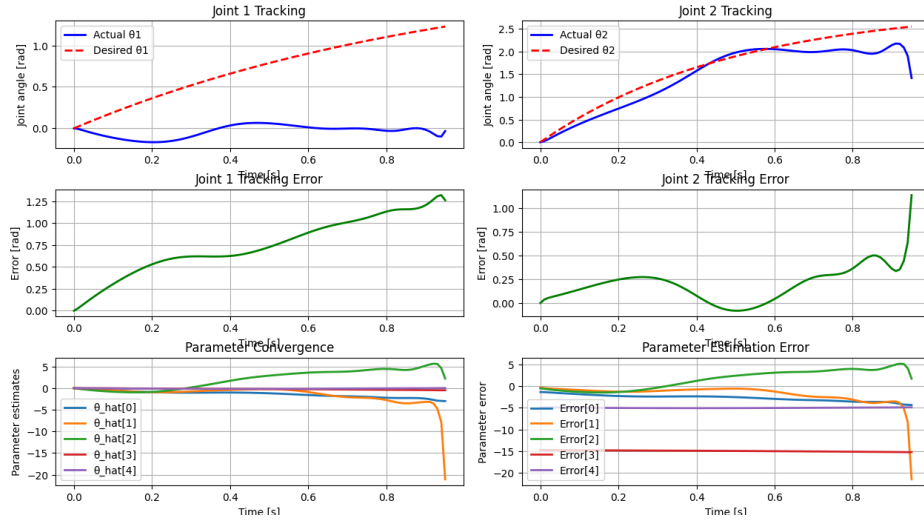 Joint 1 Tracking
Joint angle [rad]
1.0
0.5
0.0
Actual θ1
Desired θ1
0.0 0.2 0.4 0.6 0.8
Time [s]
Joint 2 Tracking
Joint angle [rad]
2.5
2.0
1.5
1.0
0.5
0.0
Actual θ2
Desired θ2
0.0 0.2 0.4 0.6 0.8
Time [s]
Joint 1 Tracking Error
Error [rad]
1.25
1.00
0.75
0.50
0.25
0.00
0.0 0.2 0.4 0.6 0.8
Time [s]
Joint 2 Tracking Error
Error [rad]
1.00
0.75
0.50
0.25
0.00
0.0 0.2 0.4 0.6 0.8
Time [s]
Parameter Convergence
Parameter estimates
5
0
−5
−10
−15
−20
θ_hat[0]
θ_hat[1]
θ_hat[2]
θ_hat[3]
θ_hat[4]
0.0 0.2 0.4 0.6 0.8
Time [s]
Parameter Estimation Error
Parameter error
5
0
−5
−10
−15
−20
Error[0]
Error[1]
Error[2]
Error[3]
Error[4]
0.0 0.2 0.4 0.6 0.8
Time [s]